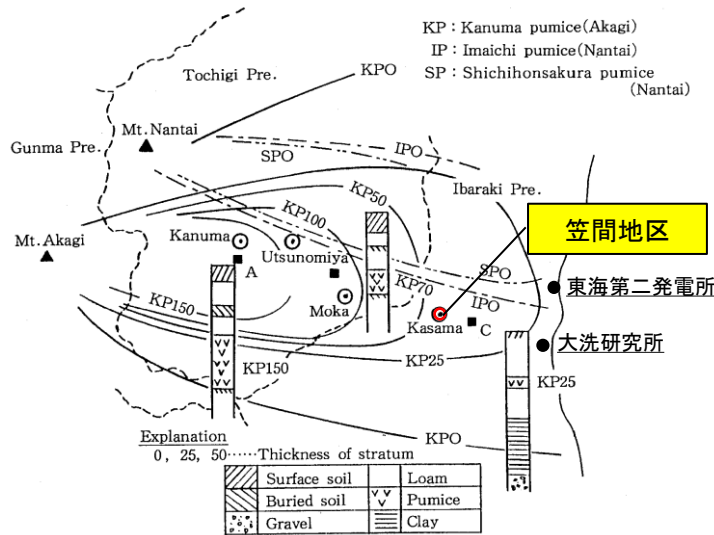 KP : Kanuma pumice(Akagi)
IP : Imaichi pumice(Nantai)
SP : Shichihonsakura pumice
(Nantai)
Tochigi Pre.
KPO
Mt.Nantai
Gunma Pre.
SPO
IPO
KP50
Ibaraki Pre.
KP100
笠間地区
Kanuma
Utsunomiya
Mt.Akagi
A
KP70
SPO
東海第二発電所
KP150
Moka
IPO
Kasama
C
大洗研究所
KP150
KP25
KP25
KPO
Explanation
0, 25, 50······Thickness of stratum
Surface soil
Loam
Buried soil
Pumice
Gravel
Clay